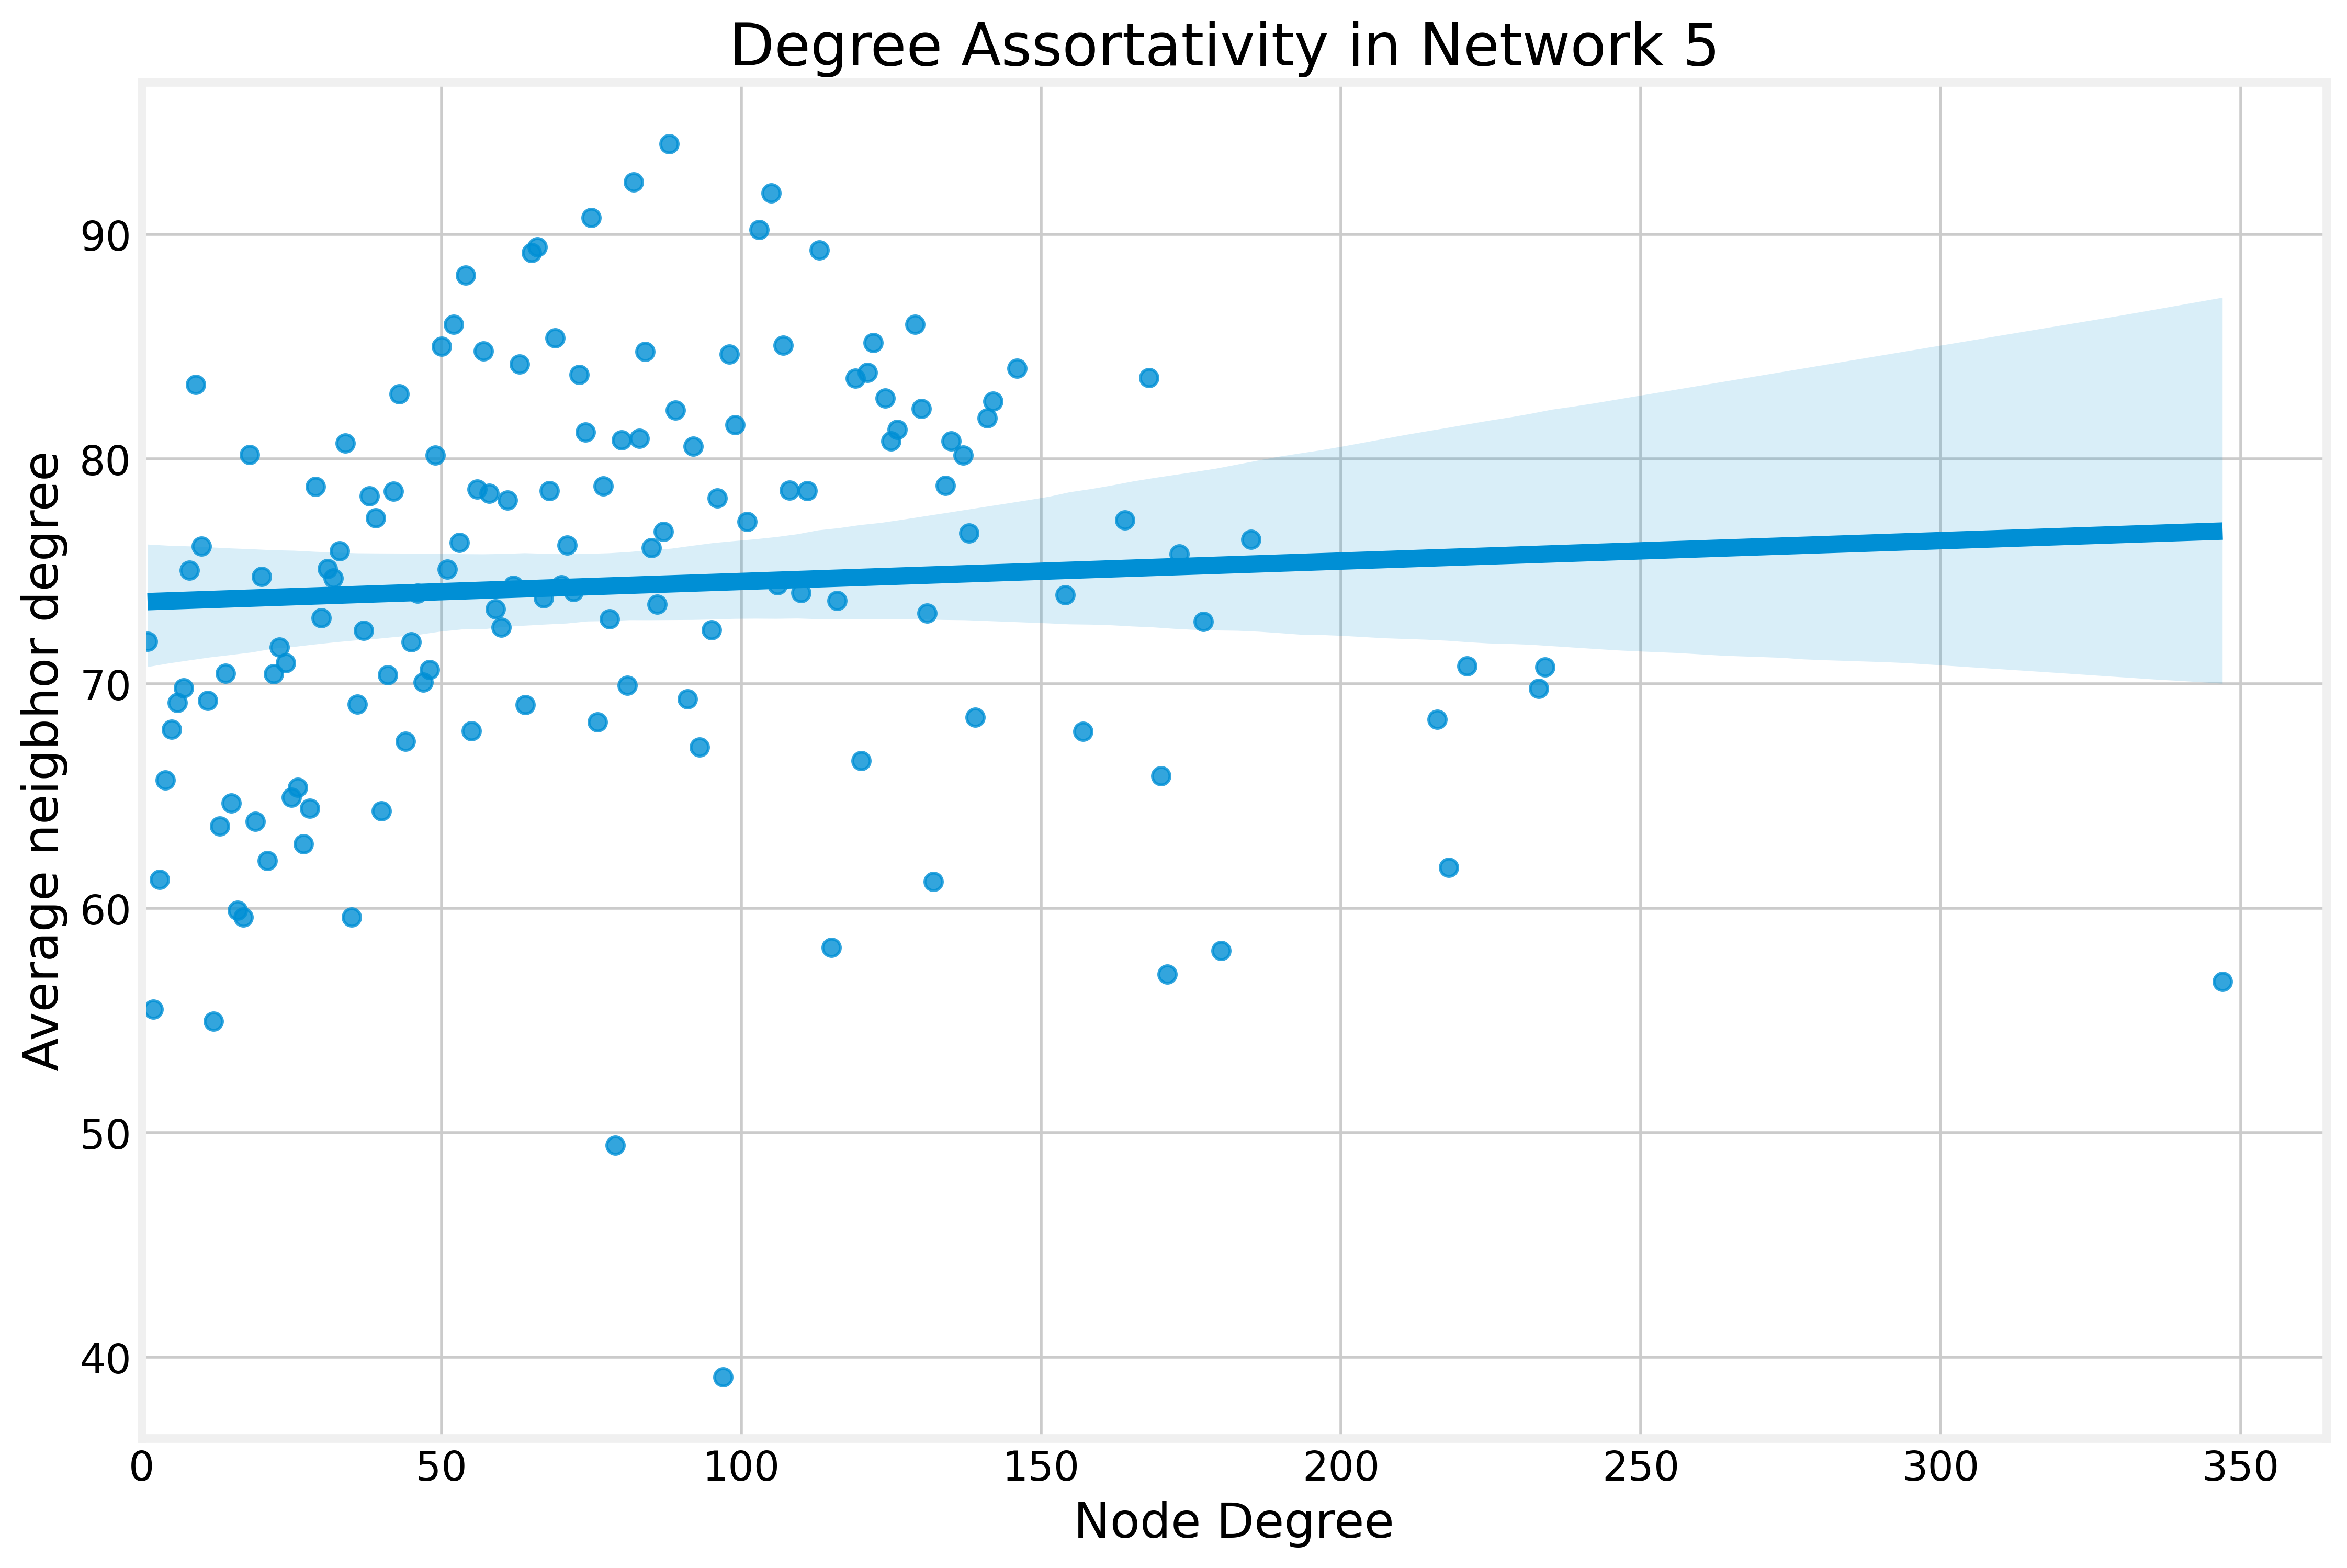 Degree Assortativity in Network 5
Average neigbhor degree
90
80
70
60
50
40
0 50 100 150 200 250 300 350
Node Degree